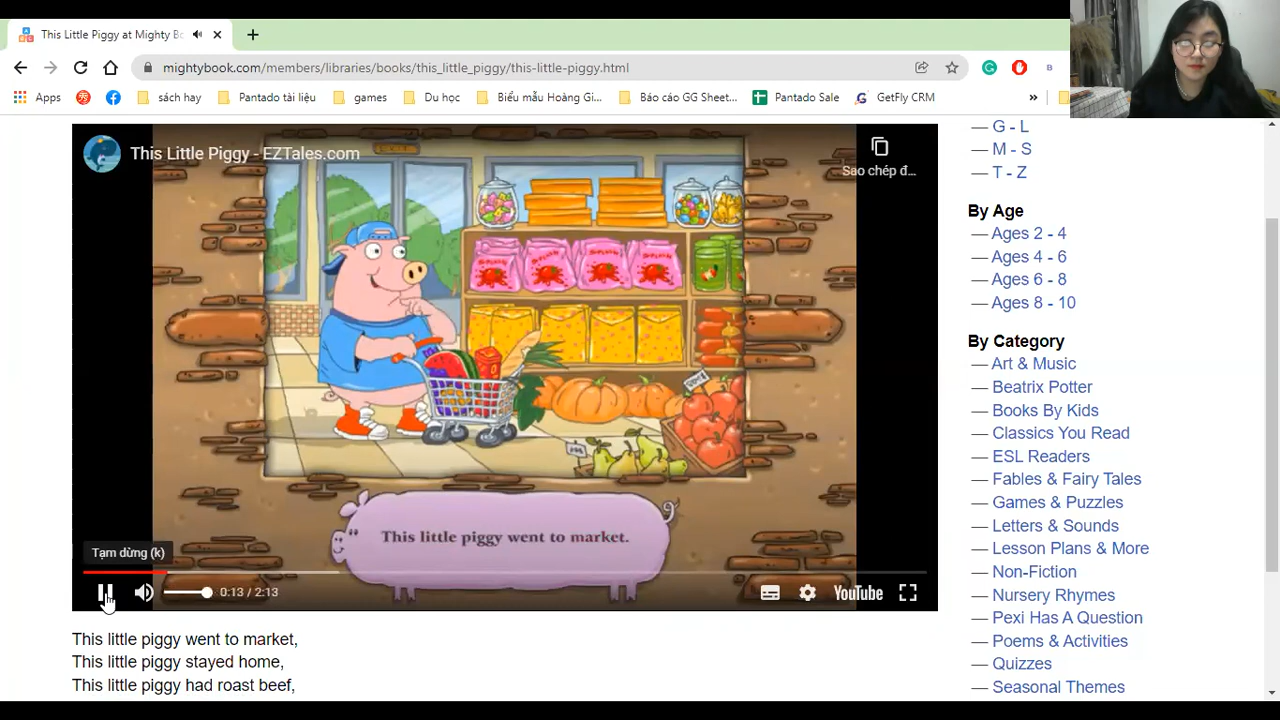 This Little Piggy at Mighty Bo
mightybook.com/members/libraries/books/this_little_piggy/this-little-piggy.html
Apps
sách hay
Pantado tài liệu
games
Du học
Biểu mẫu Hoàng Gi...
Báo cáo GG Sheet...
Pantado Sale
GetFly CRM
»
This Little Piggy - EZTales.com
Sao chép đ...
This little piggy went to market.
Tạm dừng (k)
0:13 / 2:13
YouTube
This little piggy went to market,
This little piggy stayed home,
This little piggy had roast beef,
— G - L
— M - S
— T - Z
By Age
— Ages 2 - 4
— Ages 4 - 6
— Ages 6 - 8
— Ages 8 - 10
By Category
— Art & Music
— Beatrix Potter
— Books By Kids
— Classics You Read
— ESL Readers
— Fables & Fairy Tales
— Games & Puzzles
— Letters & Sounds
— Lesson Plans & More
— Non-Fiction
— Nursery Rhymes
— Pexi Has A Question
— Poems & Activities
— Quizzes
— Seasonal Themes